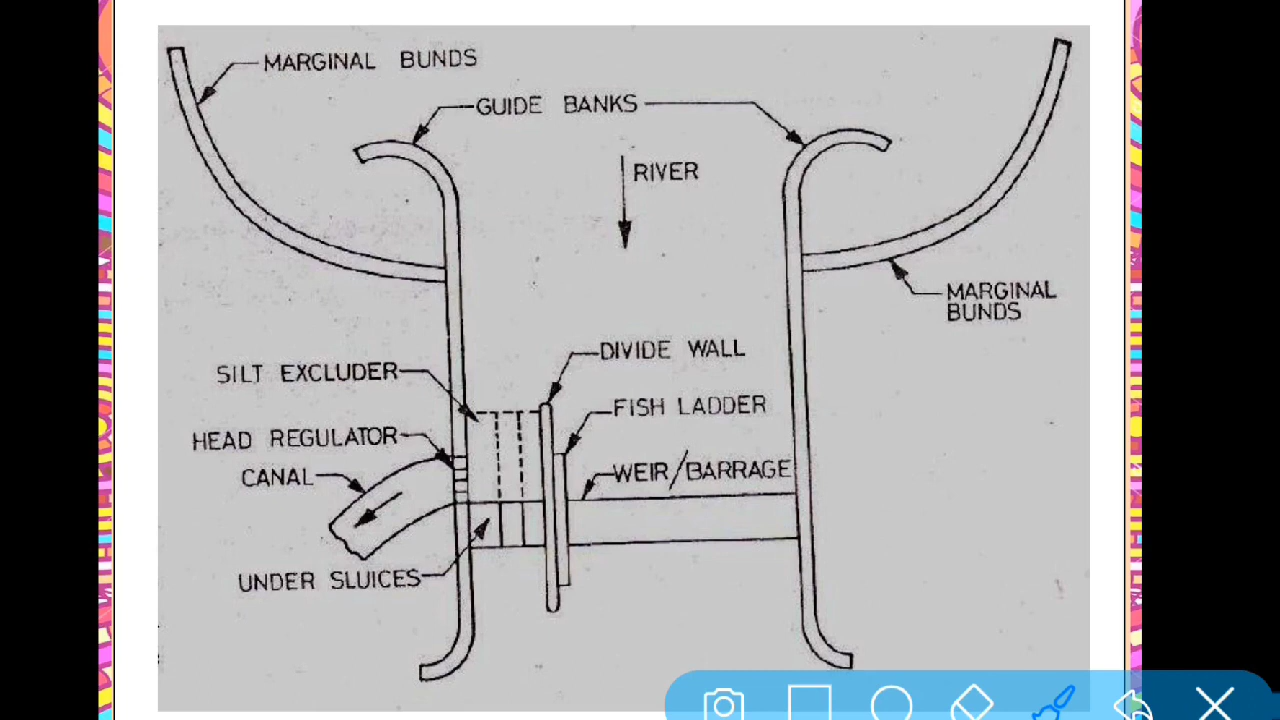 MARGINAL BUNDS
GUIDE BANKS
RIVER
MARGINAL
BUNDS
DIVIDE WALL
SILT EXCLUDER
FISH LADDER
HEAD REGULATOR
WEIR/BARRAGE
CANAL
UNDER SLUICES